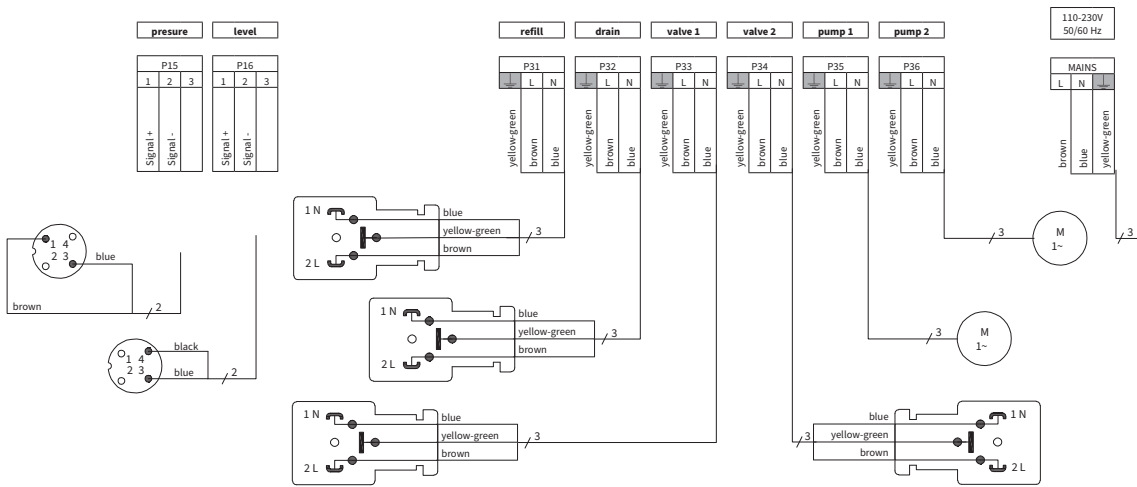 110-230V
50/60 Hz
presure
level
refill
drain
valve 1
valve 2
pump 1
pump 2
P15
P16
P31
P32
P33
P34
P35
P36
MAINS
1 2 3
1 2 3
L N
L N
L N
L N
L N
L N
L N
Signal +
Signal -
Signal +
Signal -
yellow-green
brown
blue
yellow-green
brown
blue
yellow-green
brown
blue
yellow-green
brown
blue
yellow-green
brown
blue
yellow-green
brown
blue
brown
blue
yellow-green
1 N
blue
yellow-green
3
brown
2 L
M
1~
3
3
1 4
2 3
blue
brown
2
1 N
blue
yellow-green
3
brown
2 L
3
M
1~
1 4
2 3
black
blue
2
1 N
blue
yellow-green
3
brown
2 L
3
blue
yellow-green
brown
1 N
2 L